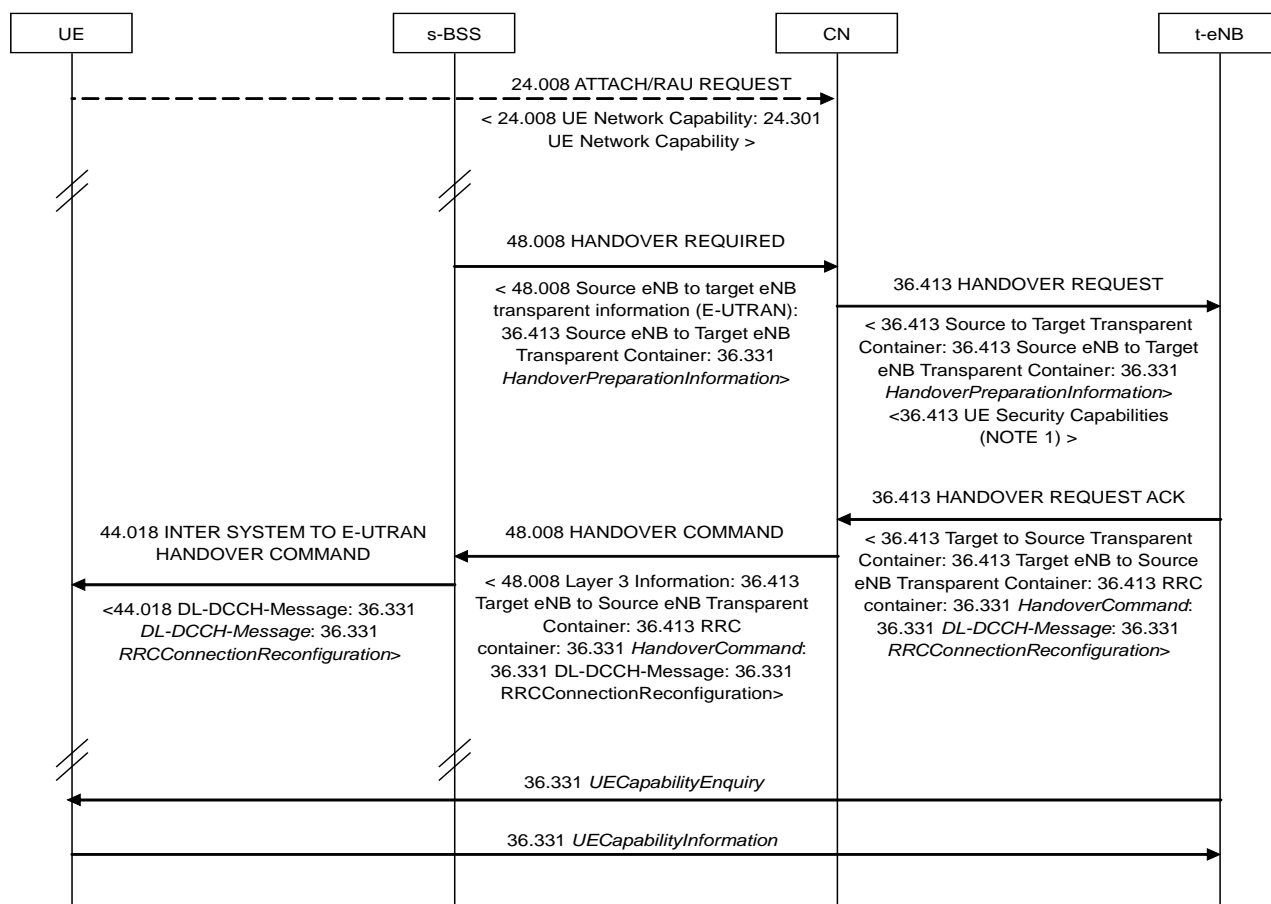 UE
s-BSS
CN
t-eNB
24.008 ATTACH/RAU REQUEST
< 24.008 UE Network Capability: 24.301
UE Network Capability >
48.008 HANDOVER REQUIRED
< 48.008 Source eNB to target eNB
transparent information (E-UTRAN):
36.413 Source eNB to Target eNB
Transparent Container: 36.331
HandoverPreparationInformation>
36.413 HANDOVER REQUEST
< 36.413 Source to Target Transparent
Container: 36.413 Source eNB to Target
eNB Transparent Container: 36.331
HandoverPreparationInformation>
<36.413 UE Security Capabilities
(NOTE 1) >
36.413 HANDOVER REQUEST ACK
< 36.413 Target to Source Transparent
Container: 36.413 Target eNB to Source
eNB Transparent Container: 36.413 RRC
container: 36.331 HandoverCommand:
36.331 DL-DCCH-Message: 36.331
RRCConnectionReconfiguration>
48.008 HANDOVER COMMAND
< 48.008 Layer 3 Information: 36.413
Target eNB to Source eNB Transparent
Container: 36.413 RRC
container: 36.331 HandoverCommand:
36.331 DL-DCCH-Message: 36.331
RRCConnectionReconfiguration>
44.018 INTER SYSTEM TO E-UTRAN
HANDOVER COMMAND
<44.018 DL-DCCH-Message: 36.331
DL-DCCH-Message: 36.331
RRCConnectionReconfiguration>
36.331 UECapabilityEnquiry
36.331 UECapabilityInformation